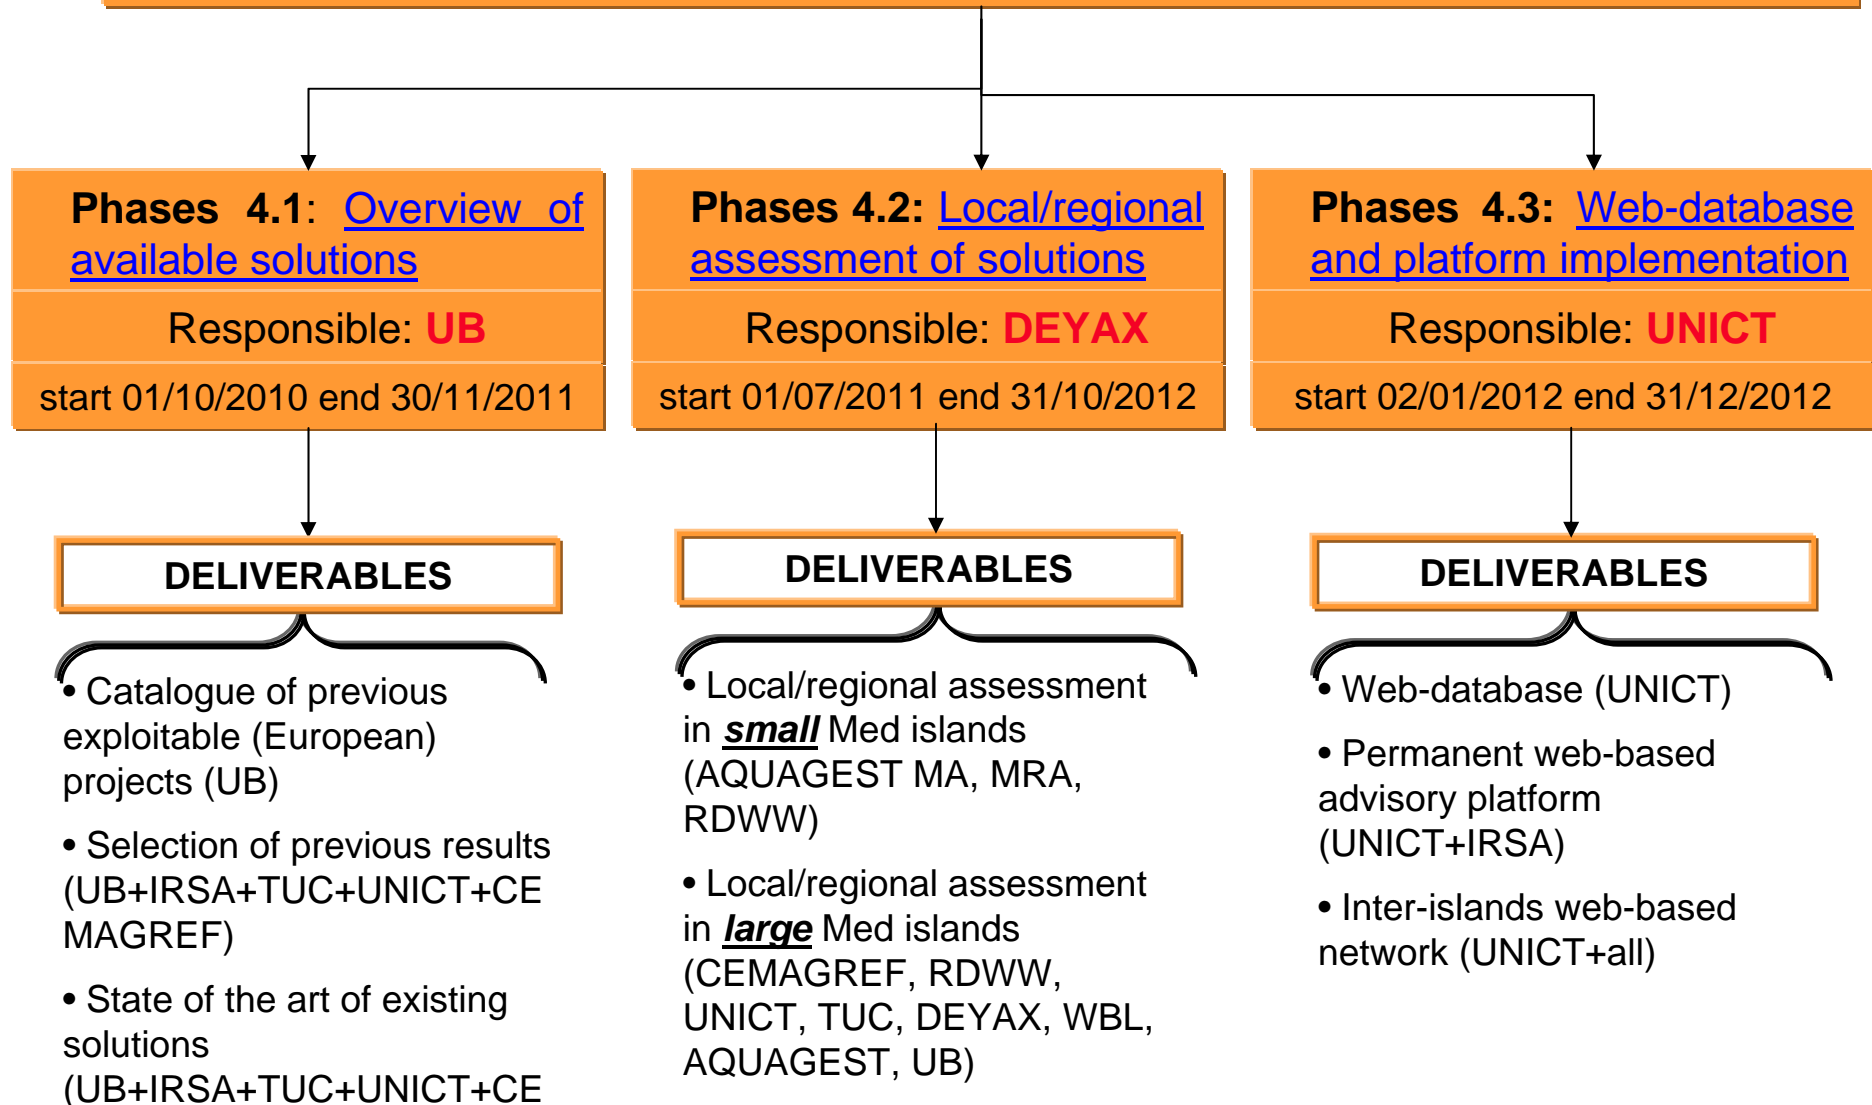 Phases 4.1: Overview of
available solutions
Responsible: UB
start 01/10/2010 end 30/11/2011
DELIVERABLES
• Catalogue of previous
exploitable (European)
projects (UB)
• Selection of previous results
(UB+IRSA+TUC+UNICT+CE
MAGREF)
• State of the art of existing
solutions
(UB+IRSA+TUC+UNICT+CE
Phases 4.2: Local/regional
assessment of solutions
Responsible: DEYAX
start 01/07/2011 end 31/10/2012
DELIVERABLES
• Local/regional assessment
in small Med islands
(AQUAGEST MA, MRA,
RDWW)
• Local/regional assessment
in large Med islands
(CEMAGREF, RDWW,
UNICT, TUC, DEYAX, WBL,
AQUAGEST, UB)
Phases 4.3: Web-database
and platform implementation
Responsible: UNICT
start 02/01/2012 end 31/12/2012
DELIVERABLES
• Web-database (UNICT)
• Permanent web-based
advisory platform
(UNICT+IRSA)
• Inter-islands web-based
network (UNICT+all)